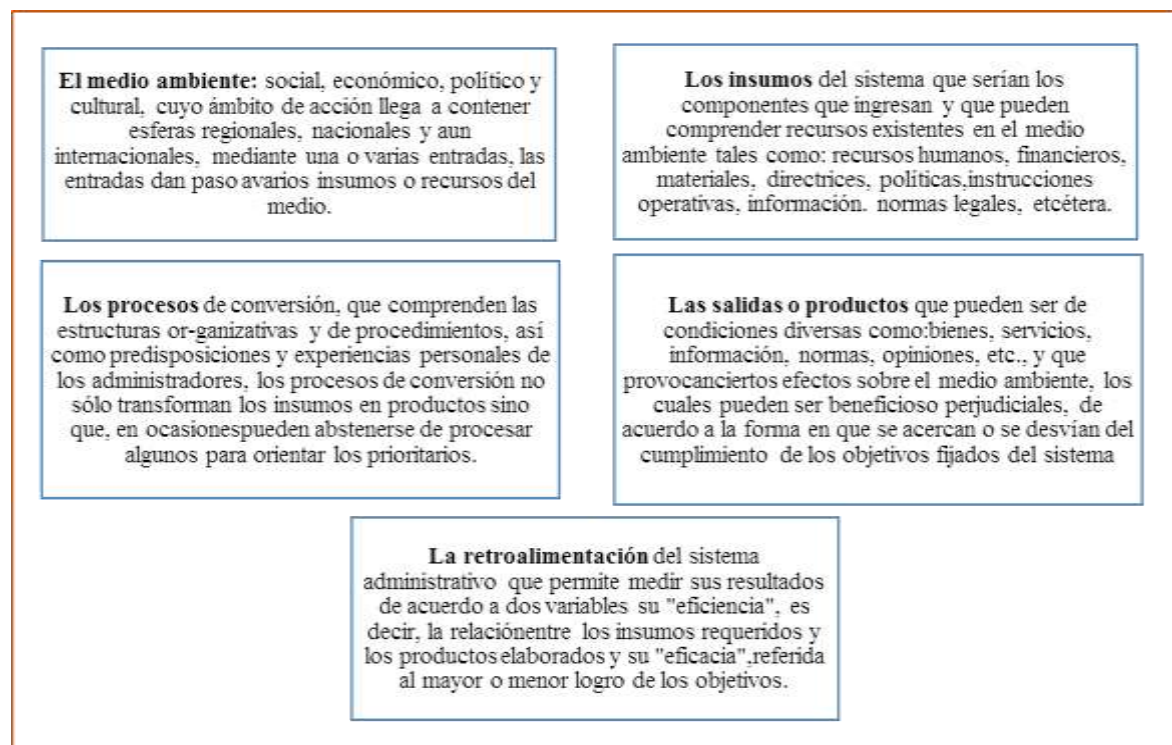 El medio ambiente: social, económico, político y
cultural, cuyo ámbito de acción llega a contener
esferas regionales, nacionales y aun
internacionales, mediante una o varias entradas, las
entradas dan paso avarios insumos o recursos del
medio.
Los insumos del sistema que serían los
componentes que ingresan y que pueden
comprender recursos existentes en el medio
ambiente tales como: recursos humanos, financieros,
materiales, directrices, políticas,instrucciones
operativas, información. normas legales, etcétera.
Los procesos de conversión, que comprenden las
estructuras or-ganizativas y de procedimientos, así
como predisposiciones y experiencias personales de
los administradores, los procesos de conversión no
sólo transforman los insumos en productos sino
que, en ocasionespueden abstenerse de procesar
algunos para orientar los prioritarios.
Las salidas o productos que pueden ser de
condiciones diversas como:bienes, servicios,
información, normas, opiniones, etc., y que
provocanciertos efectos sobre el medio ambiente, los
cuales pueden ser beneficioso perjudiciales, de
acuerdo a la forma en que se acercan o se desvían del
cumplimiento de los objetivos fijados del sistema
La retroalimentación del sistema
administrativo que permite medir sus resultados
de acuerdo a dos variables su "eficiencia", es
decir, la relaciónentre los insumos requeridos y
los productos elaborados y su "eficacia",referida
al mayor o menor logro de los objetivos.